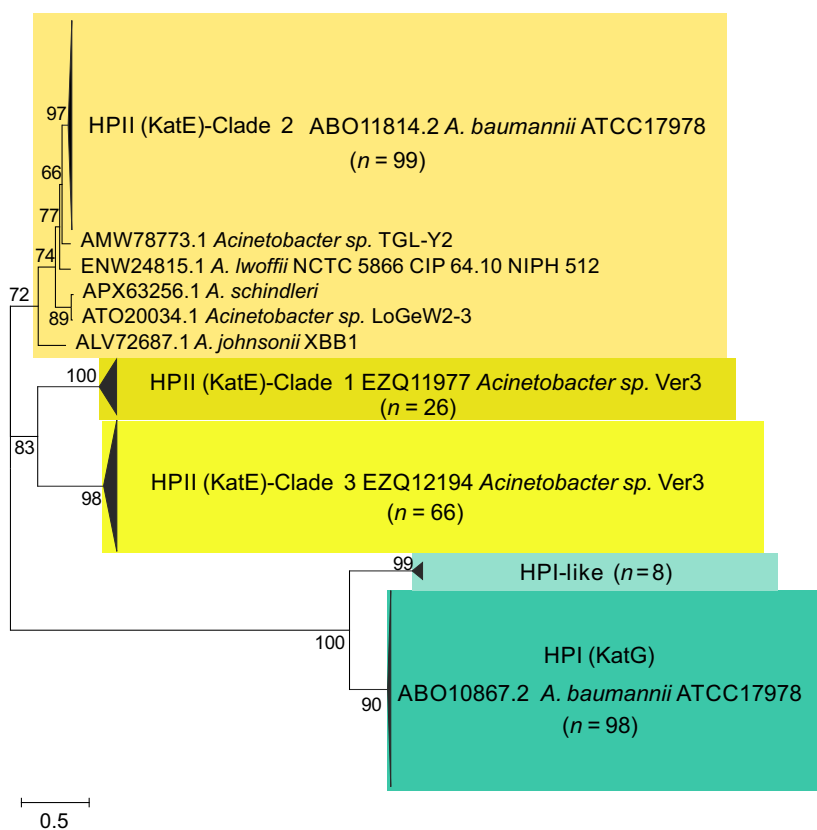 97
HPII (KatE)-Clade 2 ABO11814.2 A. baumannii ATCC17978
(n = 99)
66
77
AMW78773.1 Acinetobacter sp. TGL-Y2
74
ENW24815.1 A. lwoffii NCTC 5866 CIP 64.10 NIPH 512
72
APX63256.1 A. schindleri
89
ATO20034.1 Acinetobacter sp. LoGeW2-3
ALV72687.1 A. johnsonii XBB1
100
HPII (KatE)-Clade 1 EZQ11977 Acinetobacter sp. Ver3
(n = 26)
83
98
HPII (KatE)-Clade 3 EZQ12194 Acinetobacter sp. Ver3
(n = 66)
99
HPI-like (n=8)
100
HPI (KatG)
90
ABO10867.2 A. baumannii ATCC17978
(n = 98)
0.5